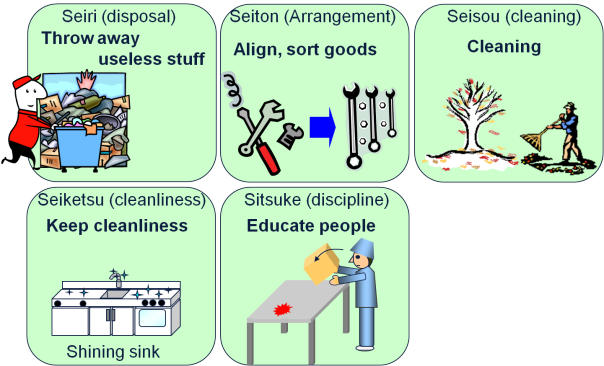 Seiri (disposal)
Throw away
useless stuff
Seiton (Arrangement)
Align, sort goods
Seisou (cleaning)
Cleaning
Seiketsu (cleanliness)
Keep cleanliness
Shining sink
Sitsuke (discipline)
Educate people